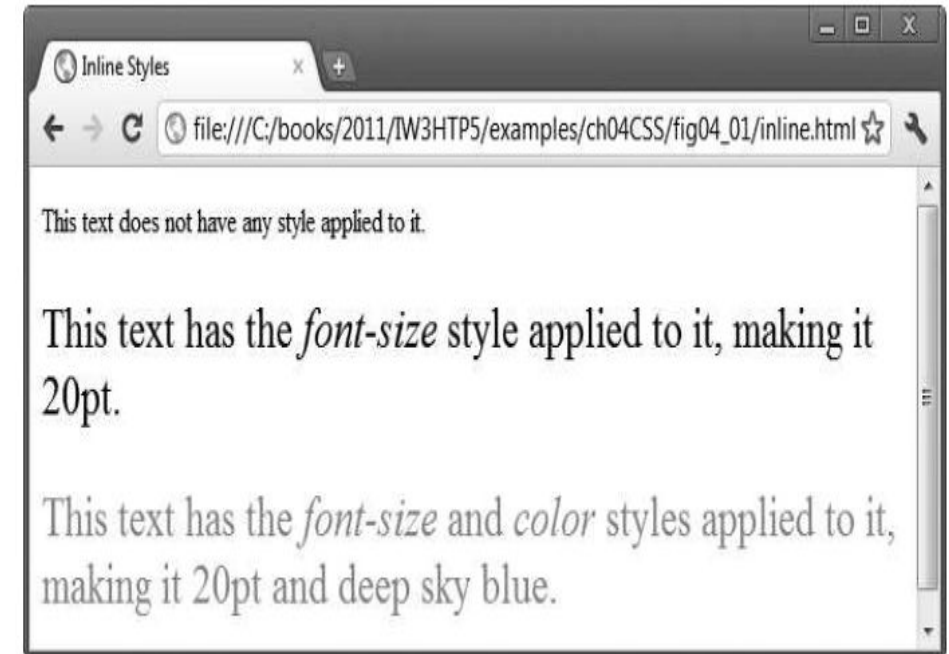 Inline Styles
file:///C:/books/2011/IW3HTP5/examples/ch04CSS/fig04_01/inline.html
This text does not have any style applied to it.
This text has the font-size style applied to it, making it
20pt.
This text has the font-size and color styles applied to it,
making it 20pt and deep sky blue.